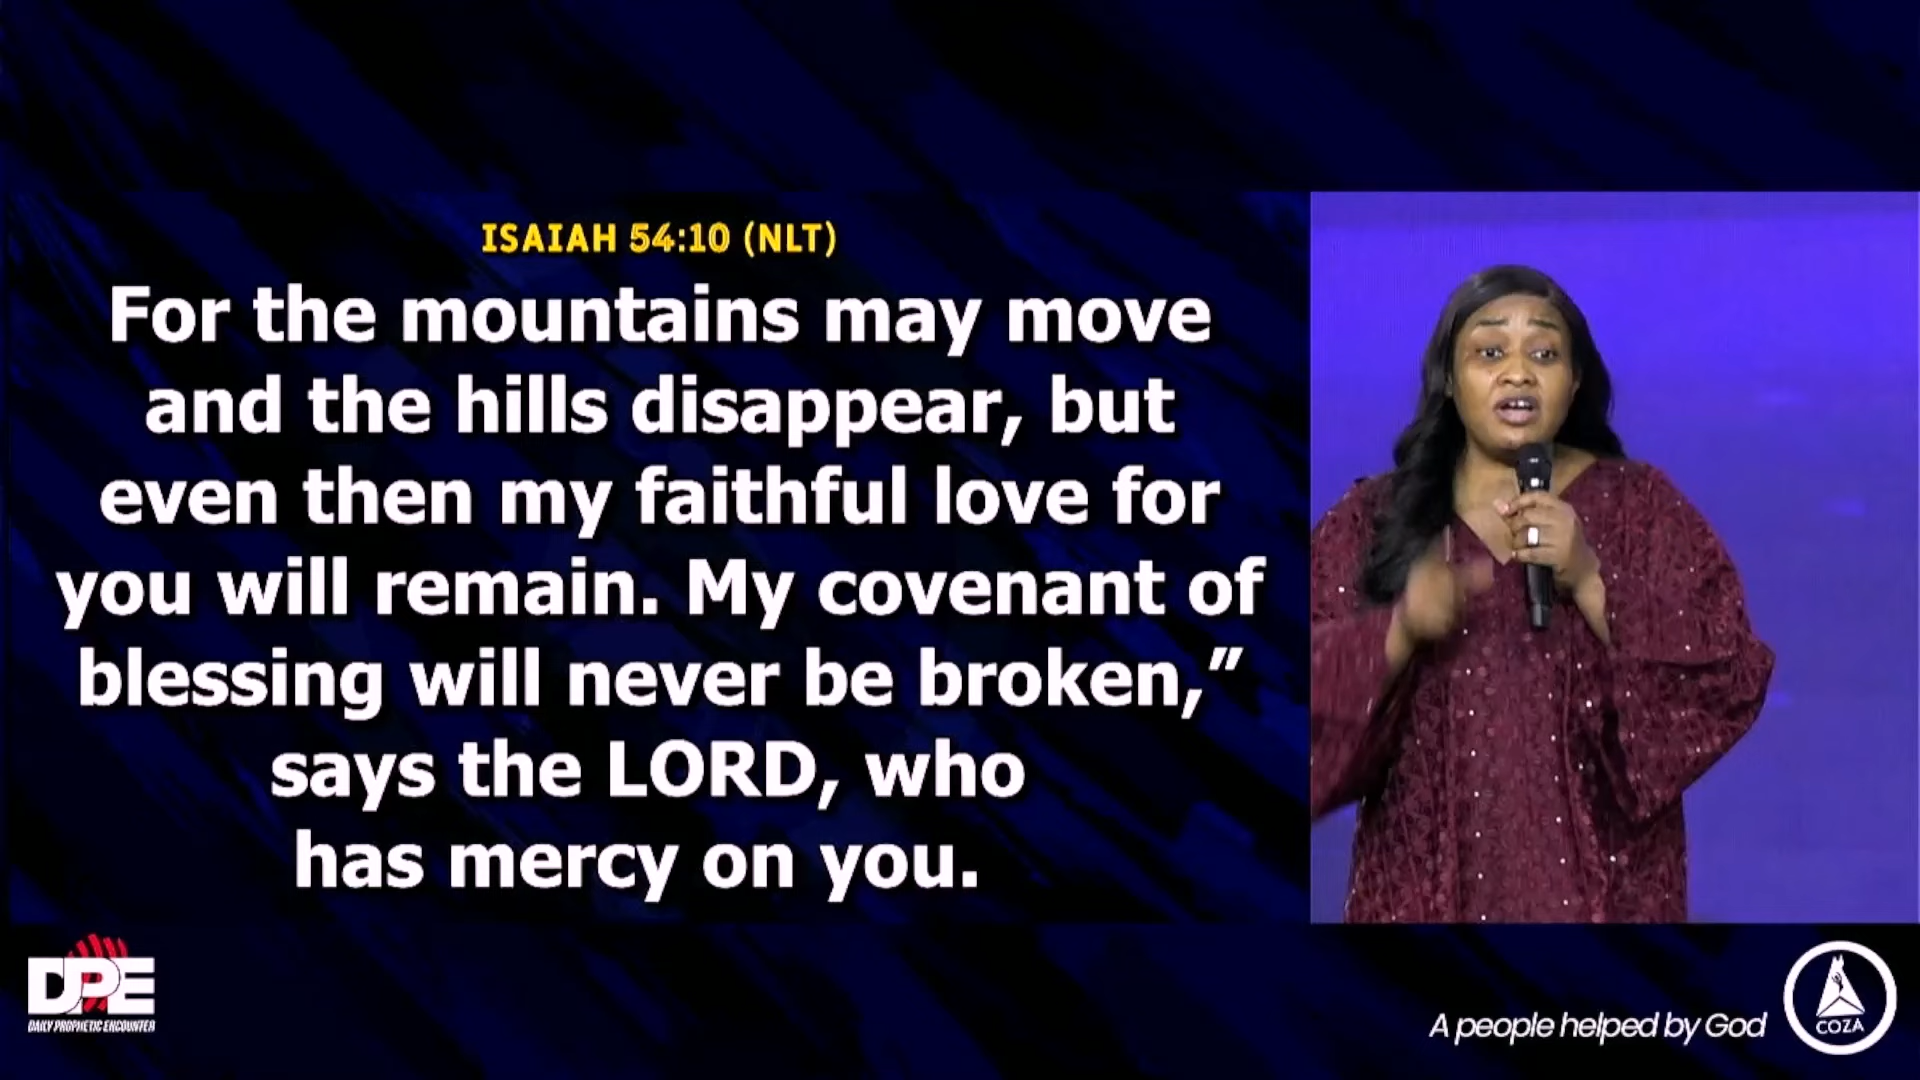 ISAIAH 54:10 (NLT)
For the mountains may move
and the hills disappear, but
even then my faithful love for
you will remain. My covenant of
blessing will never be broken,”
says the LORD, who
has mercy on you.
DPE
DAILY PROPHETIC ENCOUNTER
A people helped by God
COZA